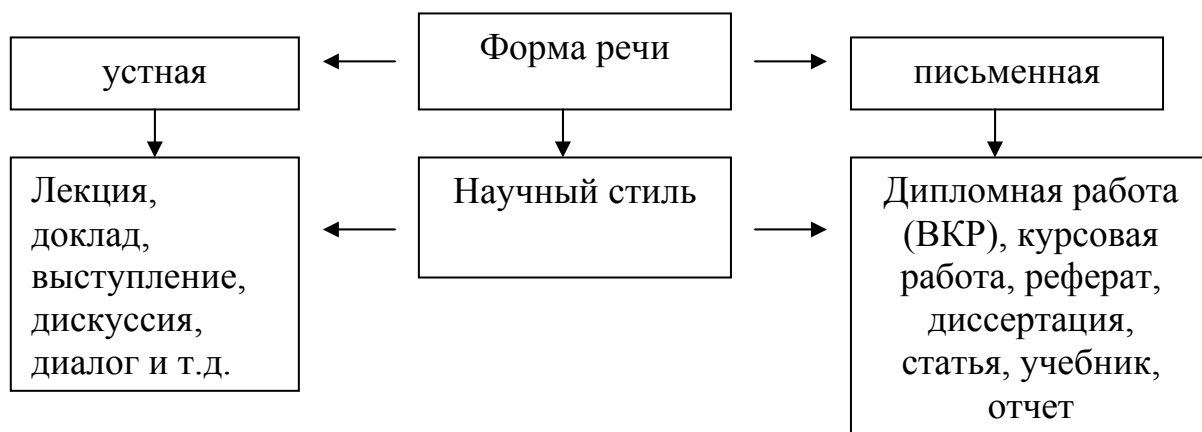 устная
Форма речи
письменная
Лекция,
доклад,
выступление,
дискуссия,
диалог и т.д.
Научный стиль
Дипломная работа
(ВКР), курсовая
работа, реферат,
диссертация,
статья, учебник,
отчет